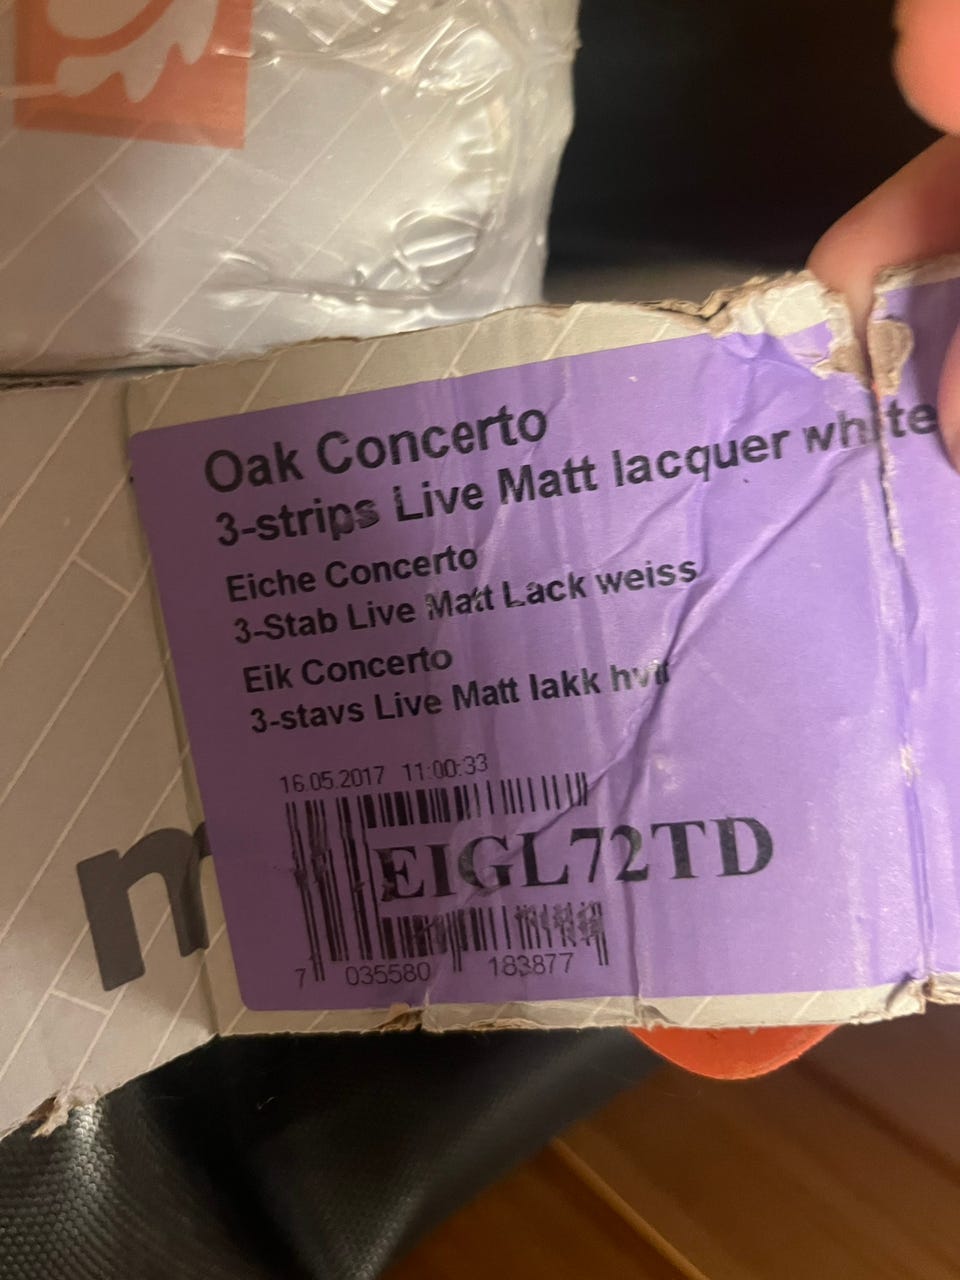 Oak Concerto
3-strips Live Matt lacquer white
Eiche Concerto
3-Stab Live Matt Lack weiss
Eik Concerto
3-stavs Live Matt lakk hvit
16.05.2017 11:00:33
EIGL72TD
7 035580 183877
m